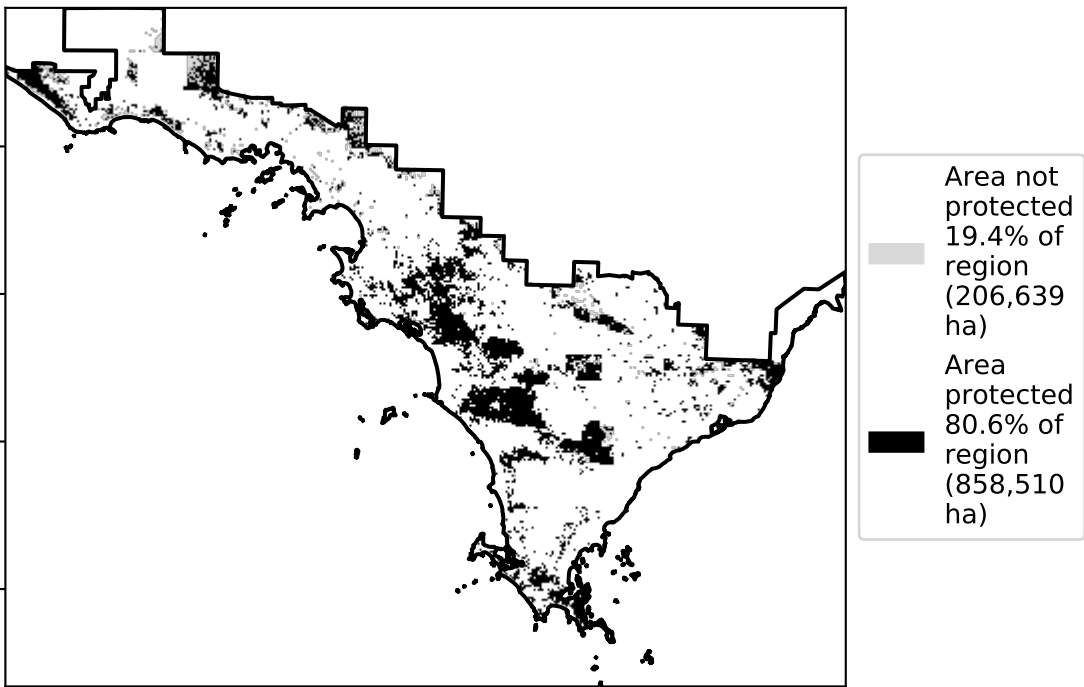 Area not
protected
19.4% of
region
(206,639
ha)
Area
protected
80.6% of
region
(858,510
ha)